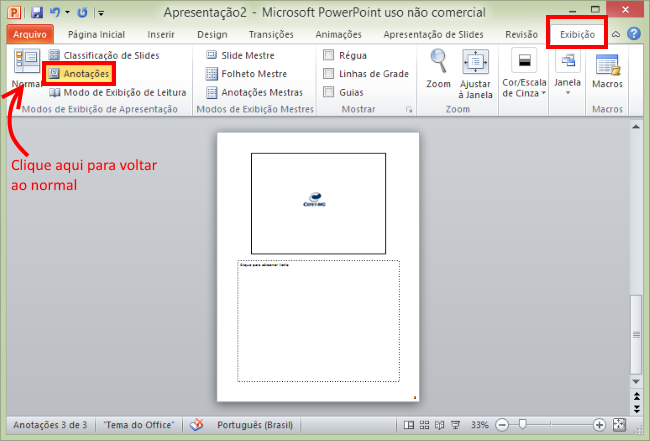 Apresentação2 - Microsoft PowerPoint uso não comercial
Arquivo Página Inicial Inserir Design Transições Animações Apresentação de Slides Revisão Exibição
Normal
Classificação de Slides
Anotações
Modo de Exibição de Leitura
Modos de Exibição de Apresentação
Slide Mestre
Folheto Mestre
Anotações Mestras
Modos de Exibição Mestres
Régua
Linhas de Grade
Guias
Mostrar
Zoom
Ajustar
à Janela
Zoom
Cor/Escala
de Cinza
Janela
Macros
Macros
Clique aqui para voltar
ao normal
Clique para adicionar texto
Anotações 3 de 3 "Tema do Office" Português (Brasil) 33%